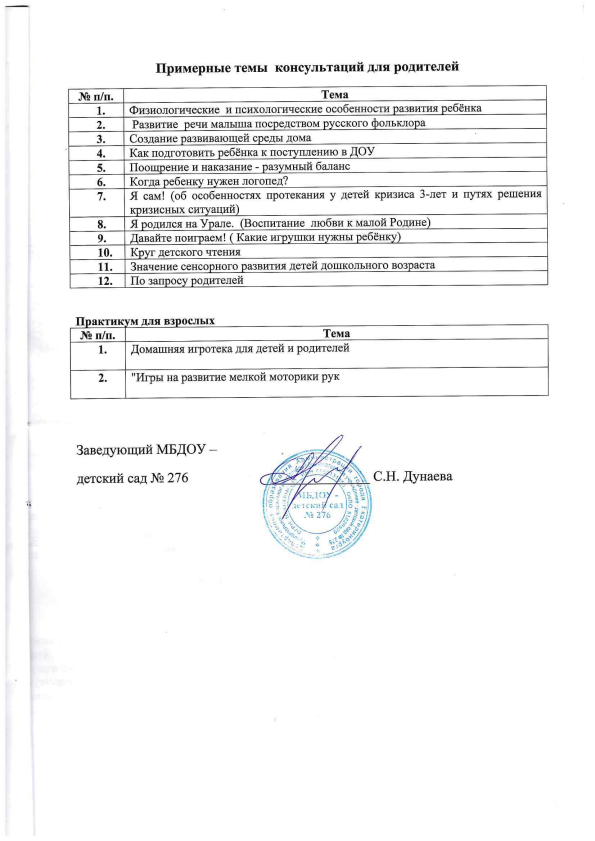 Примерные темы консультаций для родителей
№ п/п. Тема
1. Физиологические и психологические особенности развития ребёнка
2. Развитие речи малыша посредством русского фольклора
3. Создание развивающей среды дома
4. Как подготовить ребёнка к поступлению в ДОУ
5. Поощрение и наказание - разумный баланс
6. Когда ребенку нужен логопед?
7. Я сам! (об особенностях протекания у детей кризиса 3-лет и путях решения
кризисных ситуаций)
8. Я родился на Урале. (Воспитание любви к малой Родине)
9. Давайте поиграем! ( Какие игрушки нужны ребёнку)
10. Круг детского чтения
11. Значение сенсорного развития детей дошкольного возраста
12. По запросу родителей
Практикум для взрослых
№ п/п. Тема
1. Домашняя игротека для детей и родителей
2. "Игры на развитие мелкой моторики рук
Заведующий МБДОУ –
детский сад № 276 С.Н. Дунаева
МБДОУ -
детский сад
№ 276